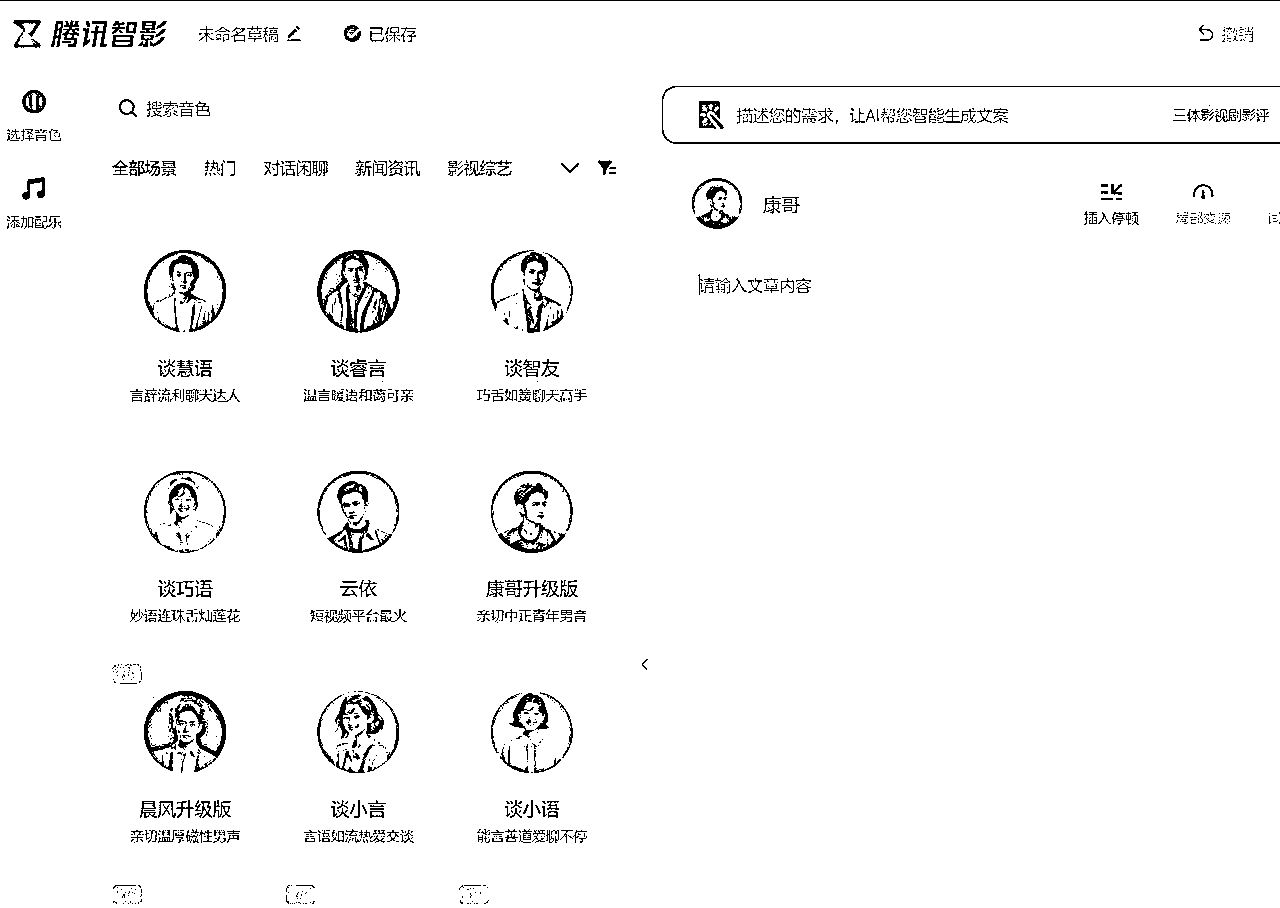 腾讯智影
未命名草稿
已保存
撤销
选择音色
添加配乐
搜索音色
全部场景 热门 对话闲聊 新闻资讯 影视综艺
描述您的需求，让AI帮您智能生成文案
三体影视剧影评
康哥
插入停顿
局部变速
请输入文章内容
谈慧语 谈睿言 谈智友
言辞流利聊天达人 温言暖语和蔼可亲 巧舌如簧聊天高手
谈巧语 云依 康哥升级版
妙语连珠舌灿莲花 短视频平台最火 亲切中正青年男音
晨风升级版 谈小言 谈小语
亲切温厚磁性男声 言语如流热爱交谈 能言善道爱聊不停